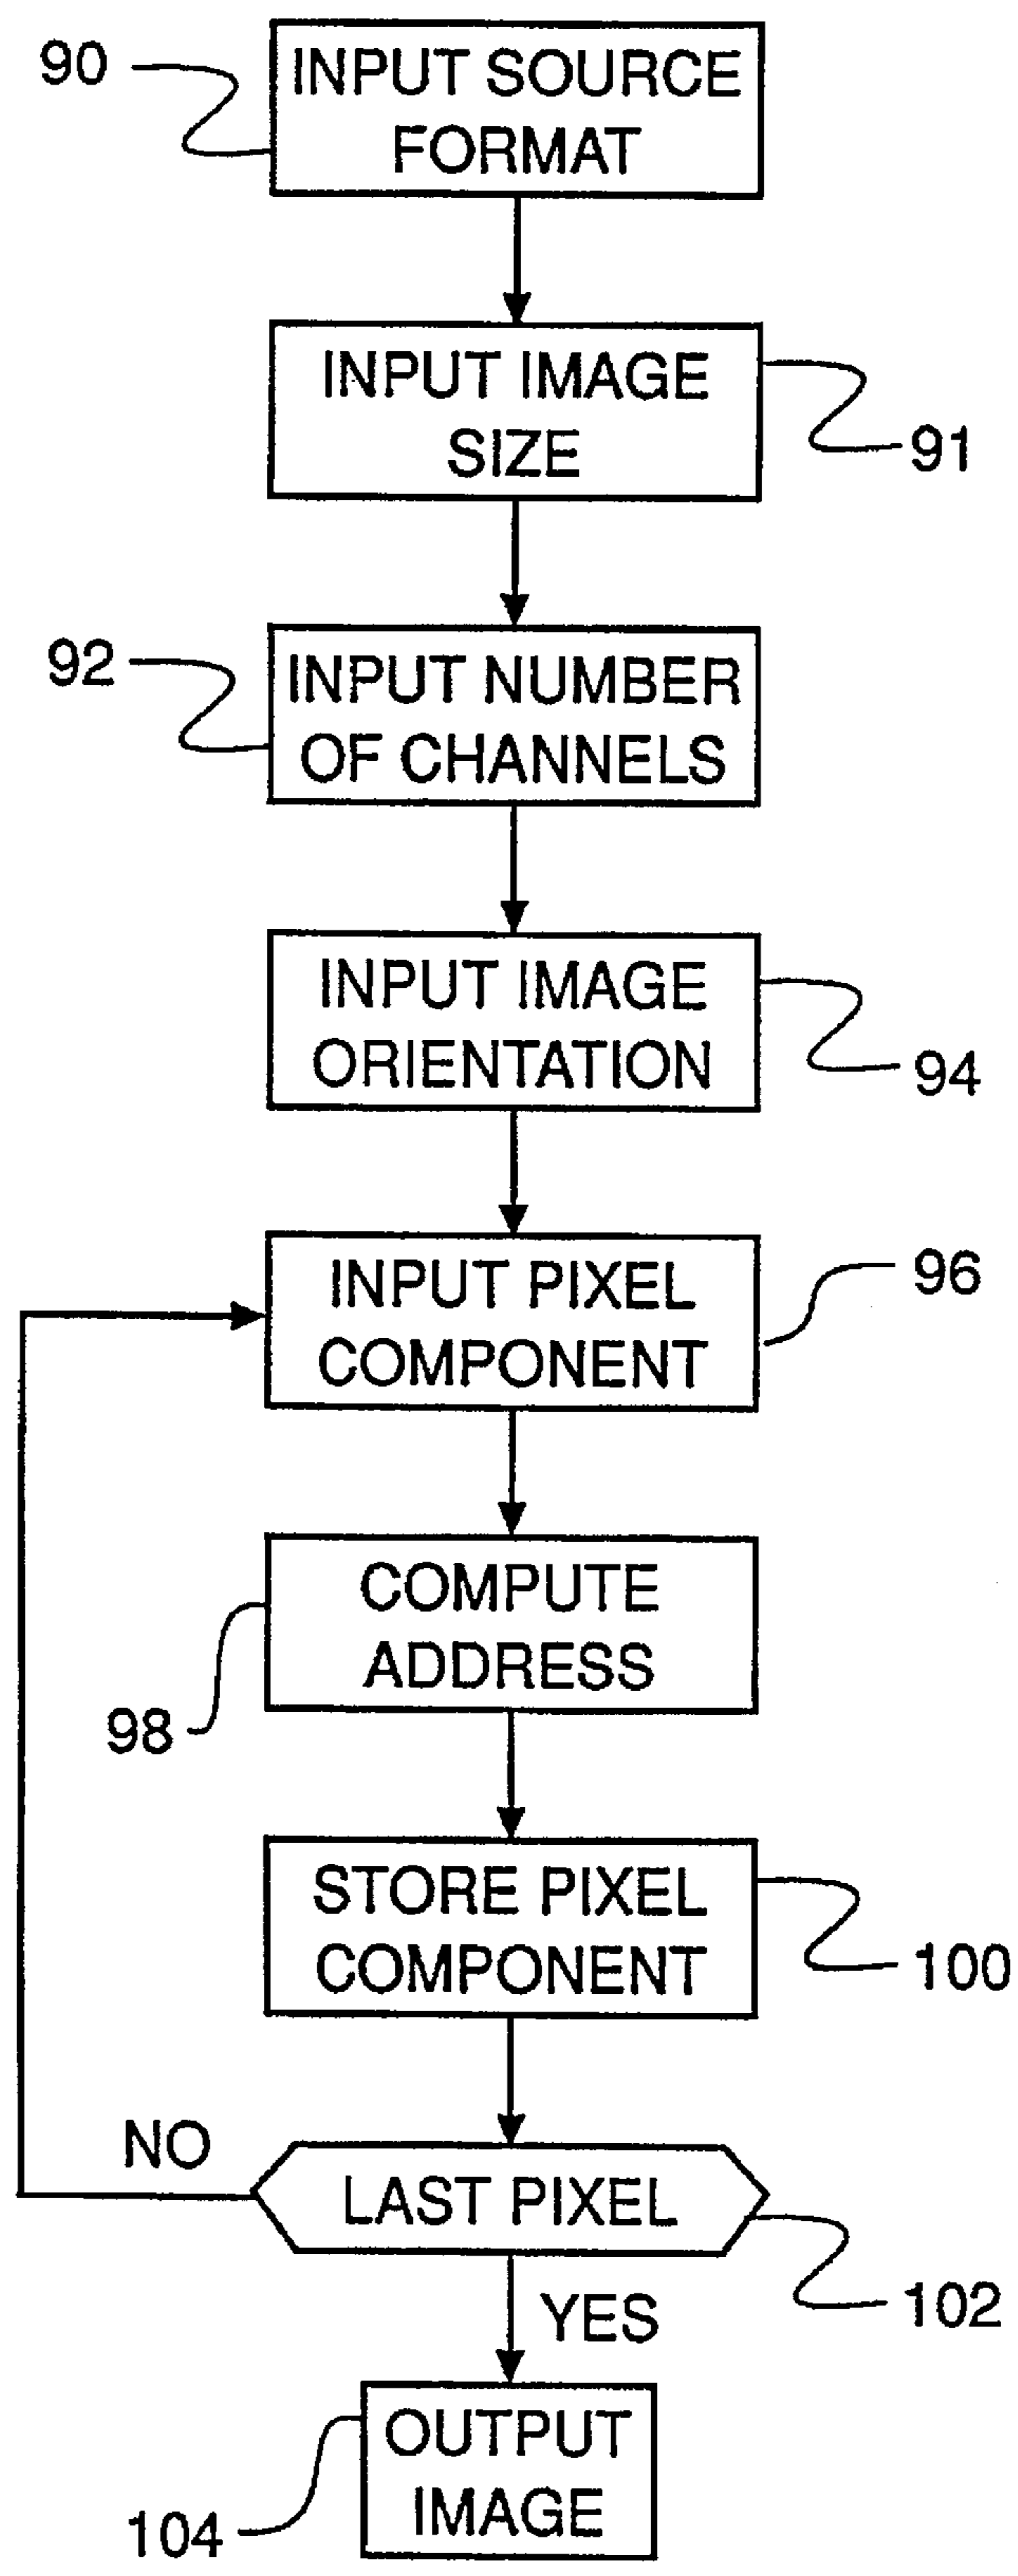 90
INPUT SOURCE
FORMAT
INPUT IMAGE
SIZE
91
92
INPUT NUMBER
OF CHANNELS
INPUT IMAGE
ORIENTATION
94
INPUT PIXEL
COMPONENT
96
COMPUTE
ADDRESS
98
STORE PIXEL
COMPONENT
100
NO
LAST PIXEL
102
YES
OUTPUT
IMAGE
104